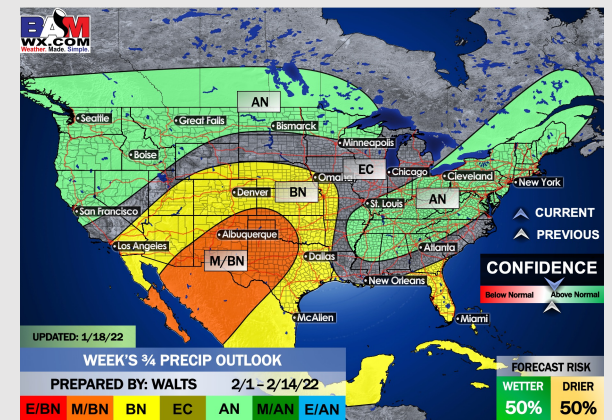 BAM
WX.COM
Weather. Made. Simple.
AN
Seattle
Great Falls
Bismarck
Minneapolis
Boise
EC
Chicago
Cleveland
New York
Omaha
Denver
BN
AN
St. Louis
San Francisco
CURRENT
PREVIOUS
Albuquerque
Los Angeles
Atlanta
M/BN
Dallas
CONFIDENCE
New Orleans
Below Normal
Above Normal
McAllen
Miami
UPDATED: 1/18/22
WEEK'S ¾ PRECIP OUTLOOK
FORECAST RISK
PREPARED BY: WALTS 2/1 – 2/14/22
WETTER DRIER
50% 50%
E/BN M/BN BN EC AN M/AN E/AN